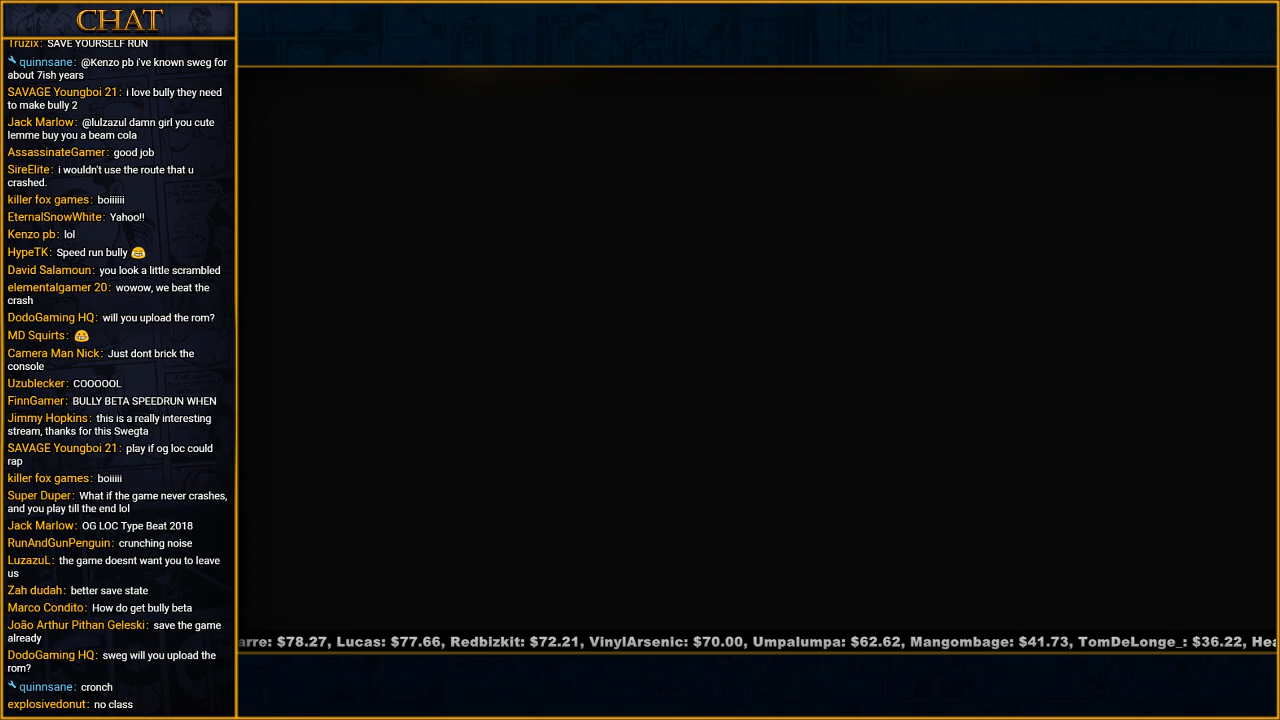 CHAT
Truzix: SAVE YOURSELF RUN
quinnsane: @Kenzo pb i've known sweg for
about 7ish years
SAVAGE Youngboi 21: i love bully they need
to make bully 2
Jack Marlow: @lulzazul damn girl you cute
lemme buy you a beam cola
AssassinateGamer: good job
SireElite: i wouldn't use the route that u
crashed.
killer fox games: boiiiiii
EternalSnowWhite: Yahoo!!
Kenzo pb: lol
HypeTK: Speed run bully 😂
David Salamoun: you look a little scrambled
elementalgamer 20: wowow, we beat the
crash
DodoGaming HQ: will you upload the rom?
MD Squirts: 😂
Camera Man Nick: Just dont brick the
console
Uzublecker: COOOOOL
FinnGamer: BULLY BETA SPEEDRUN WHEN
Jimmy Hopkins: this is a really interesting
stream, thanks for this Swegta
SAVAGE Youngboi 21: play if og loc could
rap
killer fox games: boiiiii
Super Duper: What if the game never crashes,
and you play till the end lol
Jack Marlow: OG LOC Type Beat 2018
RunAndGunPenguin: crunching noise
LuzazuL: the game doesnt want you to leave
us
Zah dudah: better save state
Marco Condito: How do get bully beta
João Arthur Pithan Geleski: save the game
already
DodoGaming HQ: sweg will you upload the
rom?
quinnsane: cronch
explosivedonut: no class
arre: $78.27, Lucas: $77.66, Redbizkit: $72.21, VinylArsenic: $70.00, Umpalumpa: $62.62, Mangombage: $41.73, TomDeLonge_: $36.22, Hea